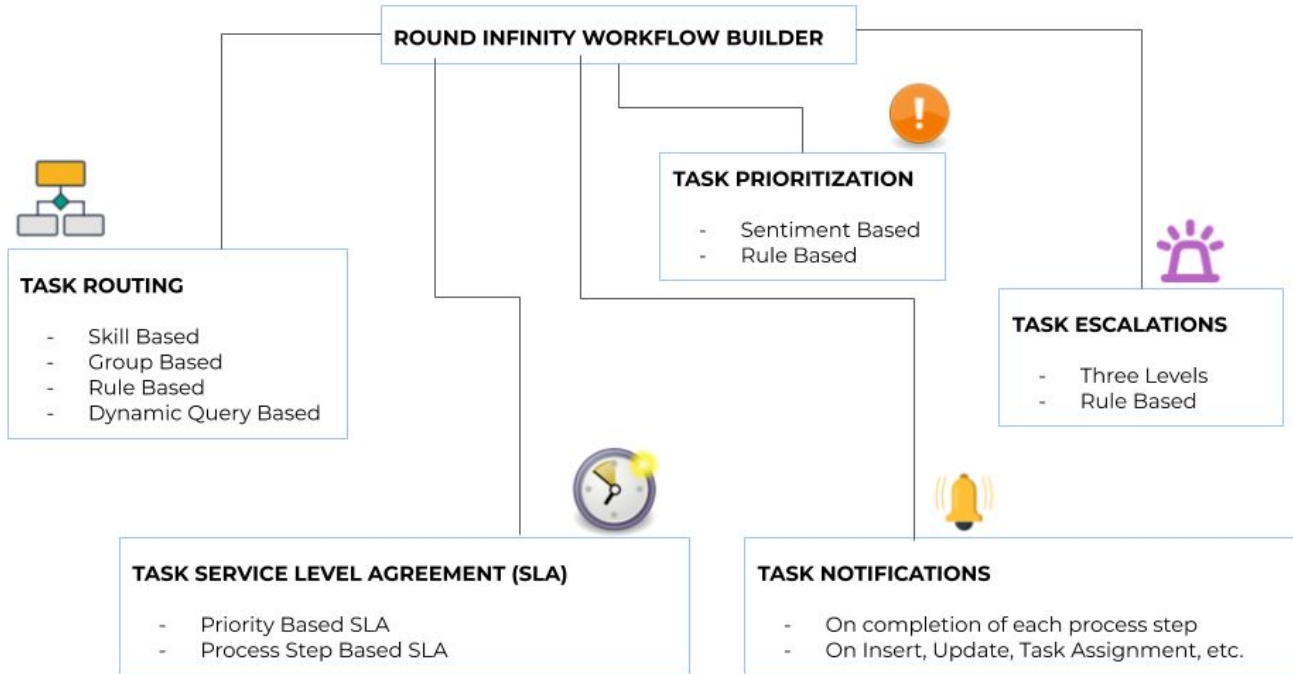 ROUND INFINITY WORKFLOW BUILDER
TASK PRIORITIZATION
- Sentiment Based
- Rule Based
TASK ROUTING
- Skill Based
- Group Based
- Rule Based
- Dynamic Query Based
TASK ESCALATIONS
- Three Levels
- Rule Based
TASK SERVICE LEVEL AGREEMENT (SLA)
- Priority Based SLA
- Process Step Based SLA
TASK NOTIFICATIONS
- On completion of each process step
- On Insert, Update, Task Assignment, etc.